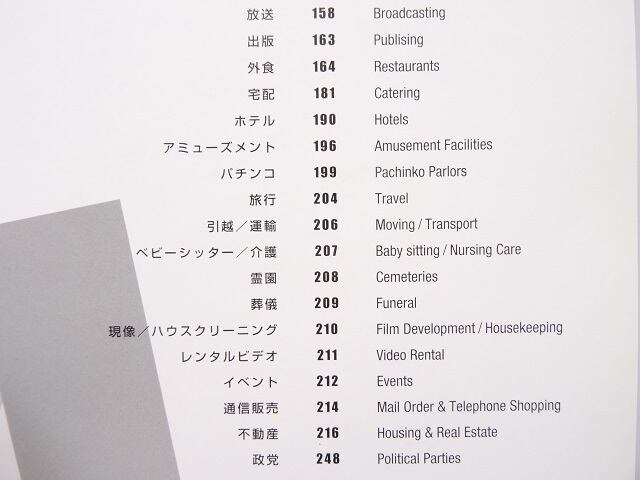 放送 158 Broadcasting
出版 163 Publising
外食 164 Restaurants
宅配 181 Catering
ホテル 190 Hotels
アミューズメント 196 Amusement Facilities
パチンコ 199 Pachinko Parlors
旅行 204 Travel
引越／運輸 206 Moving / Transport
ベビーシッター／介護 207 Baby sitting / Nursing Care
霊園 208 Cemeteries
葬儀 209 Funeral
現像／ハウスクリーニング 210 Film Development / Housekeeping
レンタルビデオ 211 Video Rental
イベント 212 Events
通信販売 214 Mail Order & Telephone Shopping
不動産 216 Housing & Real Estate
政党 248 Political Parties